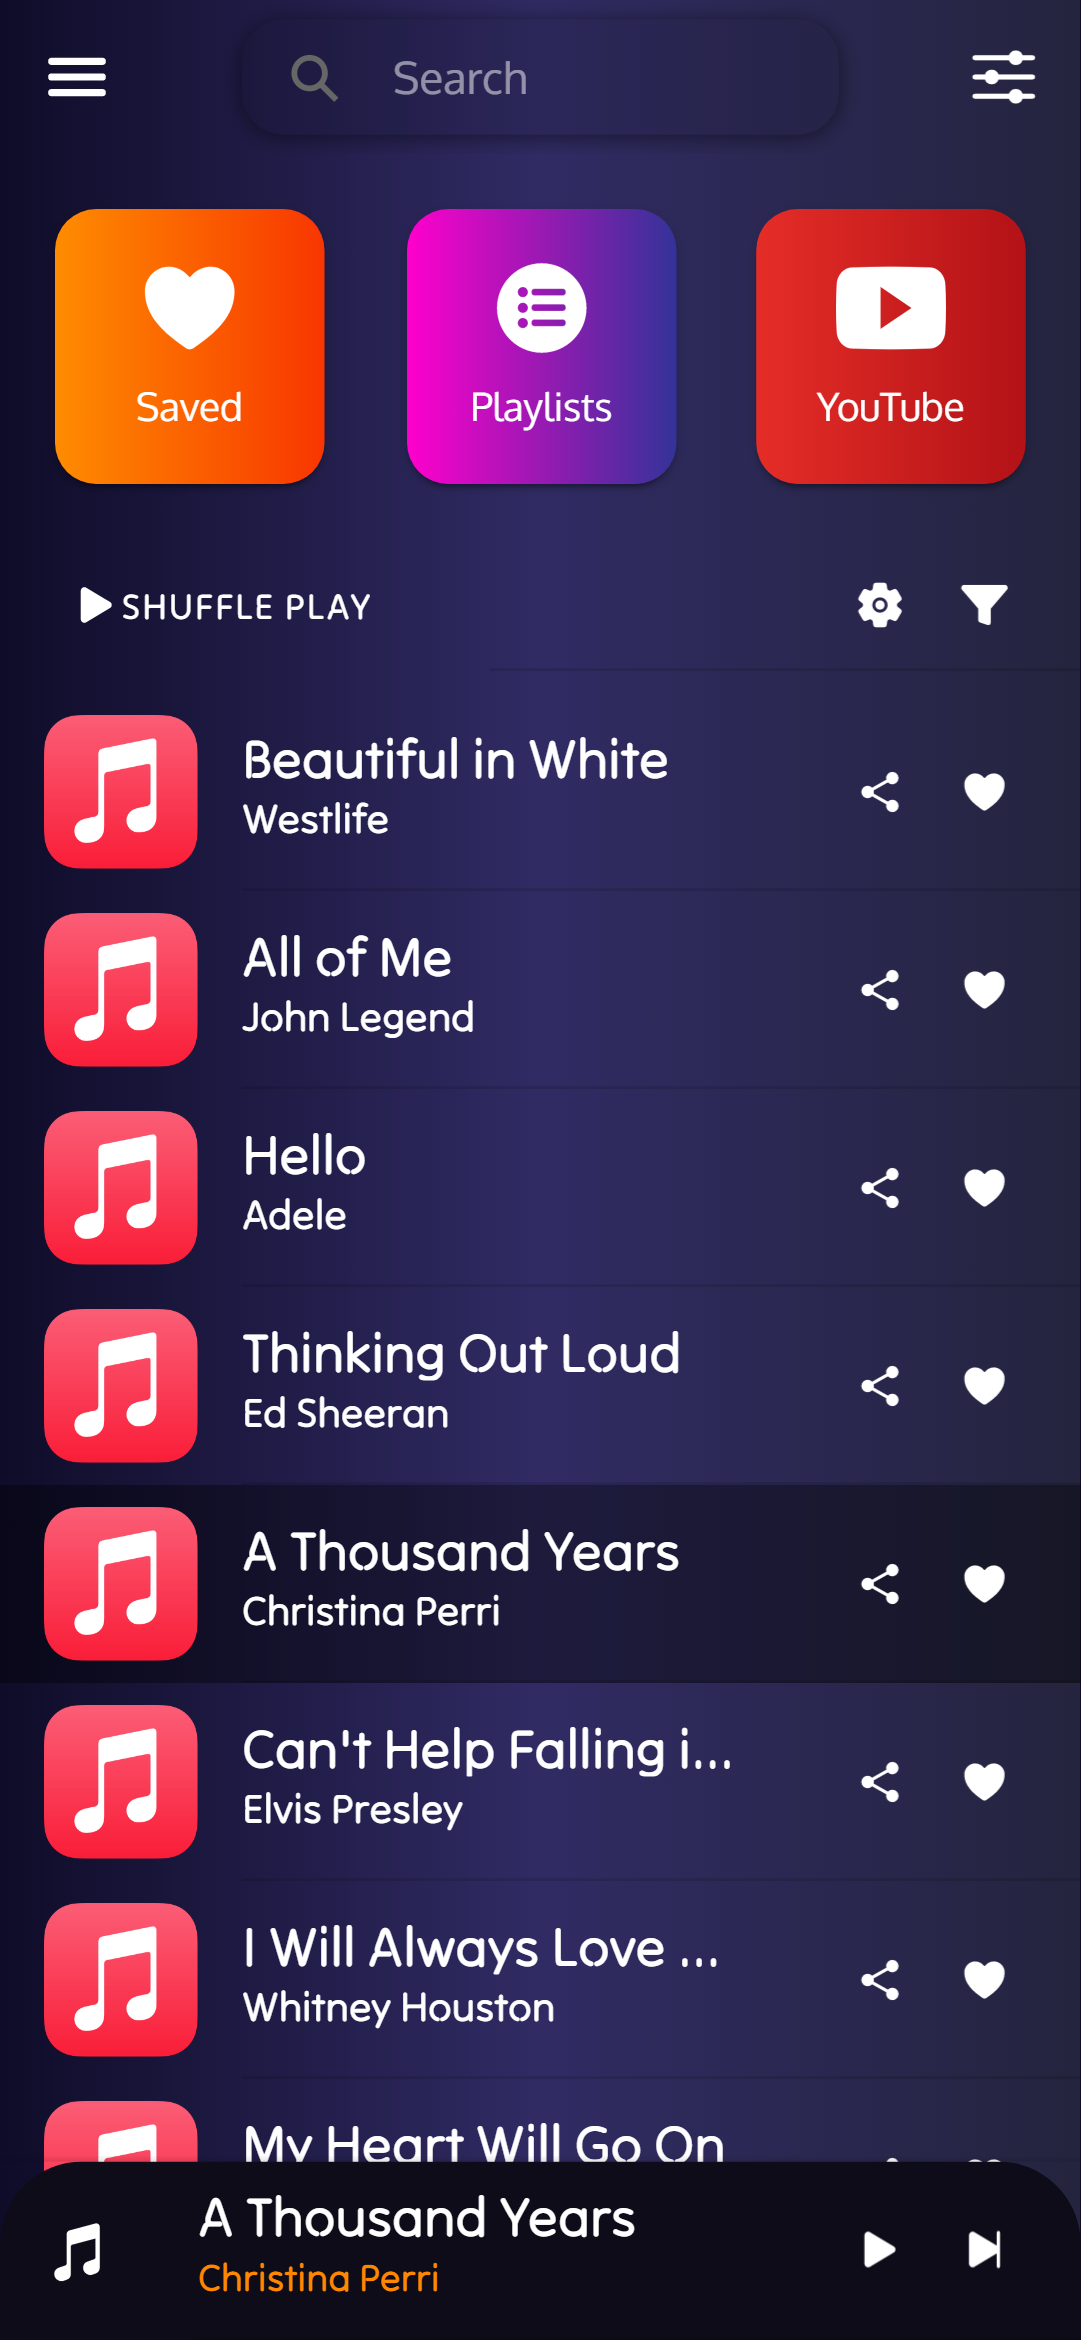 Search
Saved
Playlists
YouTube
SHUFFLE PLAY
Beautiful in White
Westlife
All of Me
John Legend
Hello
Adele
Thinking Out Loud
Ed Sheeran
A Thousand Years
Christina Perri
Can't Help Falling i...
Elvis Presley
I Will Always Love ...
Whitney Houston
My Heart Will Go On
A Thousand Years
Christina Perri